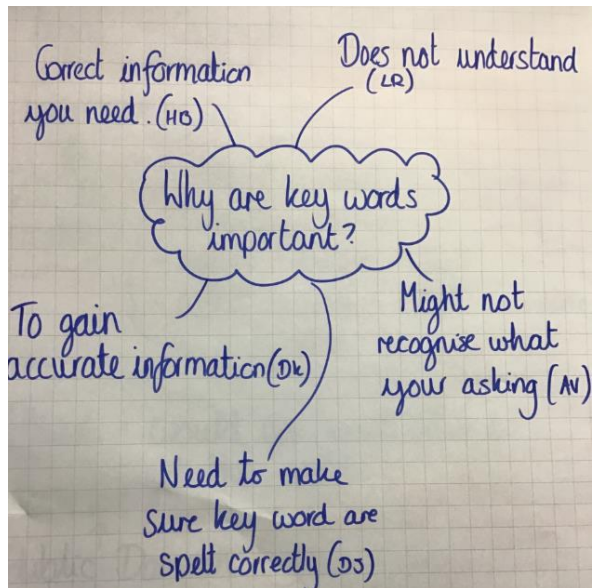 Correct information
you need. (HB)
Does not understand
(LR)
Why are key words
important?
To gain
accurate information (DK)
Might not
recognise what
your asking (AV)
Need to make
sure key word are
spelt correctly (DJ)